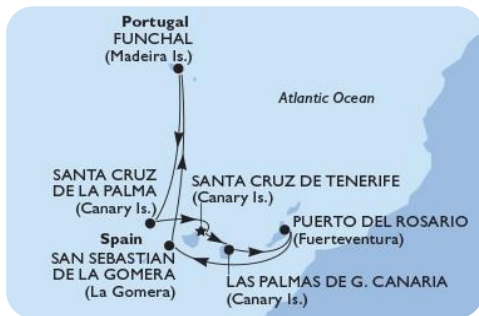 Portugal
FUNCHAL
(Madeira Is.)
Atlantic Ocean
SANTA CRUZ
DE LA PALMA
(Canary Is.)
SANTA CRUZ DE TENERIFE
(Canary Is.)
PUERTO DEL ROSARIO
(Fuerteventura)
Spain
SAN SEBASTIAN
DE LA GOMERA
(La Gomera)
LAS PALMAS DE G. CANARIA
(Canary Is.)